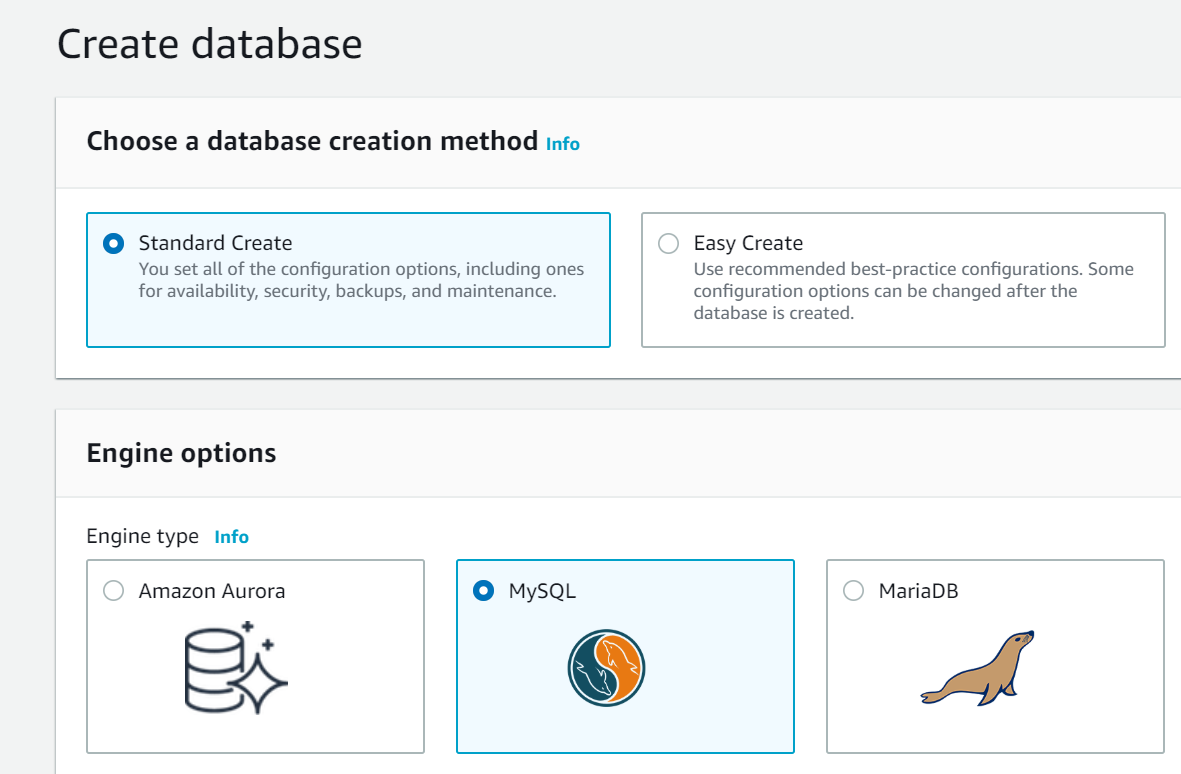 Create database
Choose a database creation method Info
Standard Create
You set all of the configuration options, including ones
for availability, security, backups, and maintenance.
Easy Create
Use recommended best-practice configurations. Some
configuration options can be changed after the
database is created.
Engine options
Engine type Info
Amazon Aurora
MySQL
MariaDB